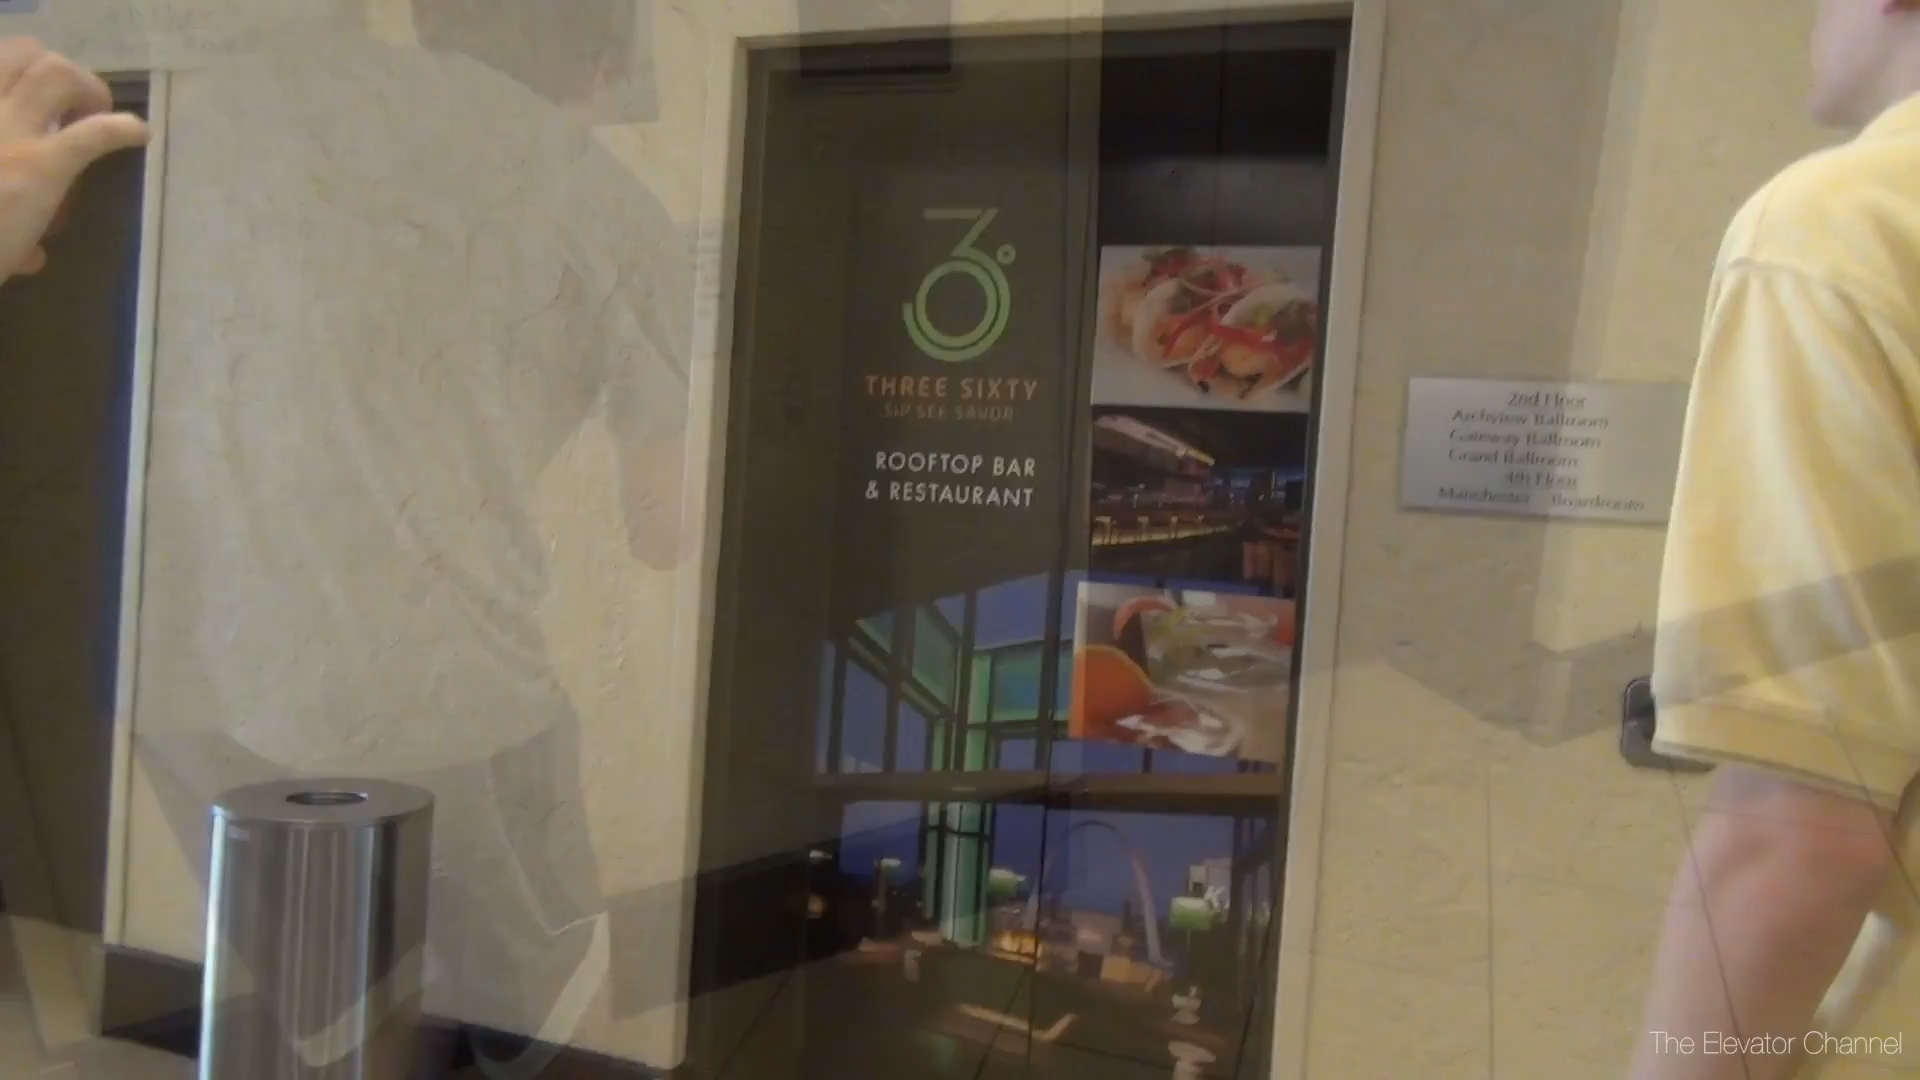 36°
THREE SIXTY
SIP SEE SAVOR
ROOFTOP BAR
& RESTAURANT
2nd Floor
Archview Ballroom
Gateway Ballroom
Grand Ballroom
4th Floor
Manchester Boardroom
The Elevator Channel